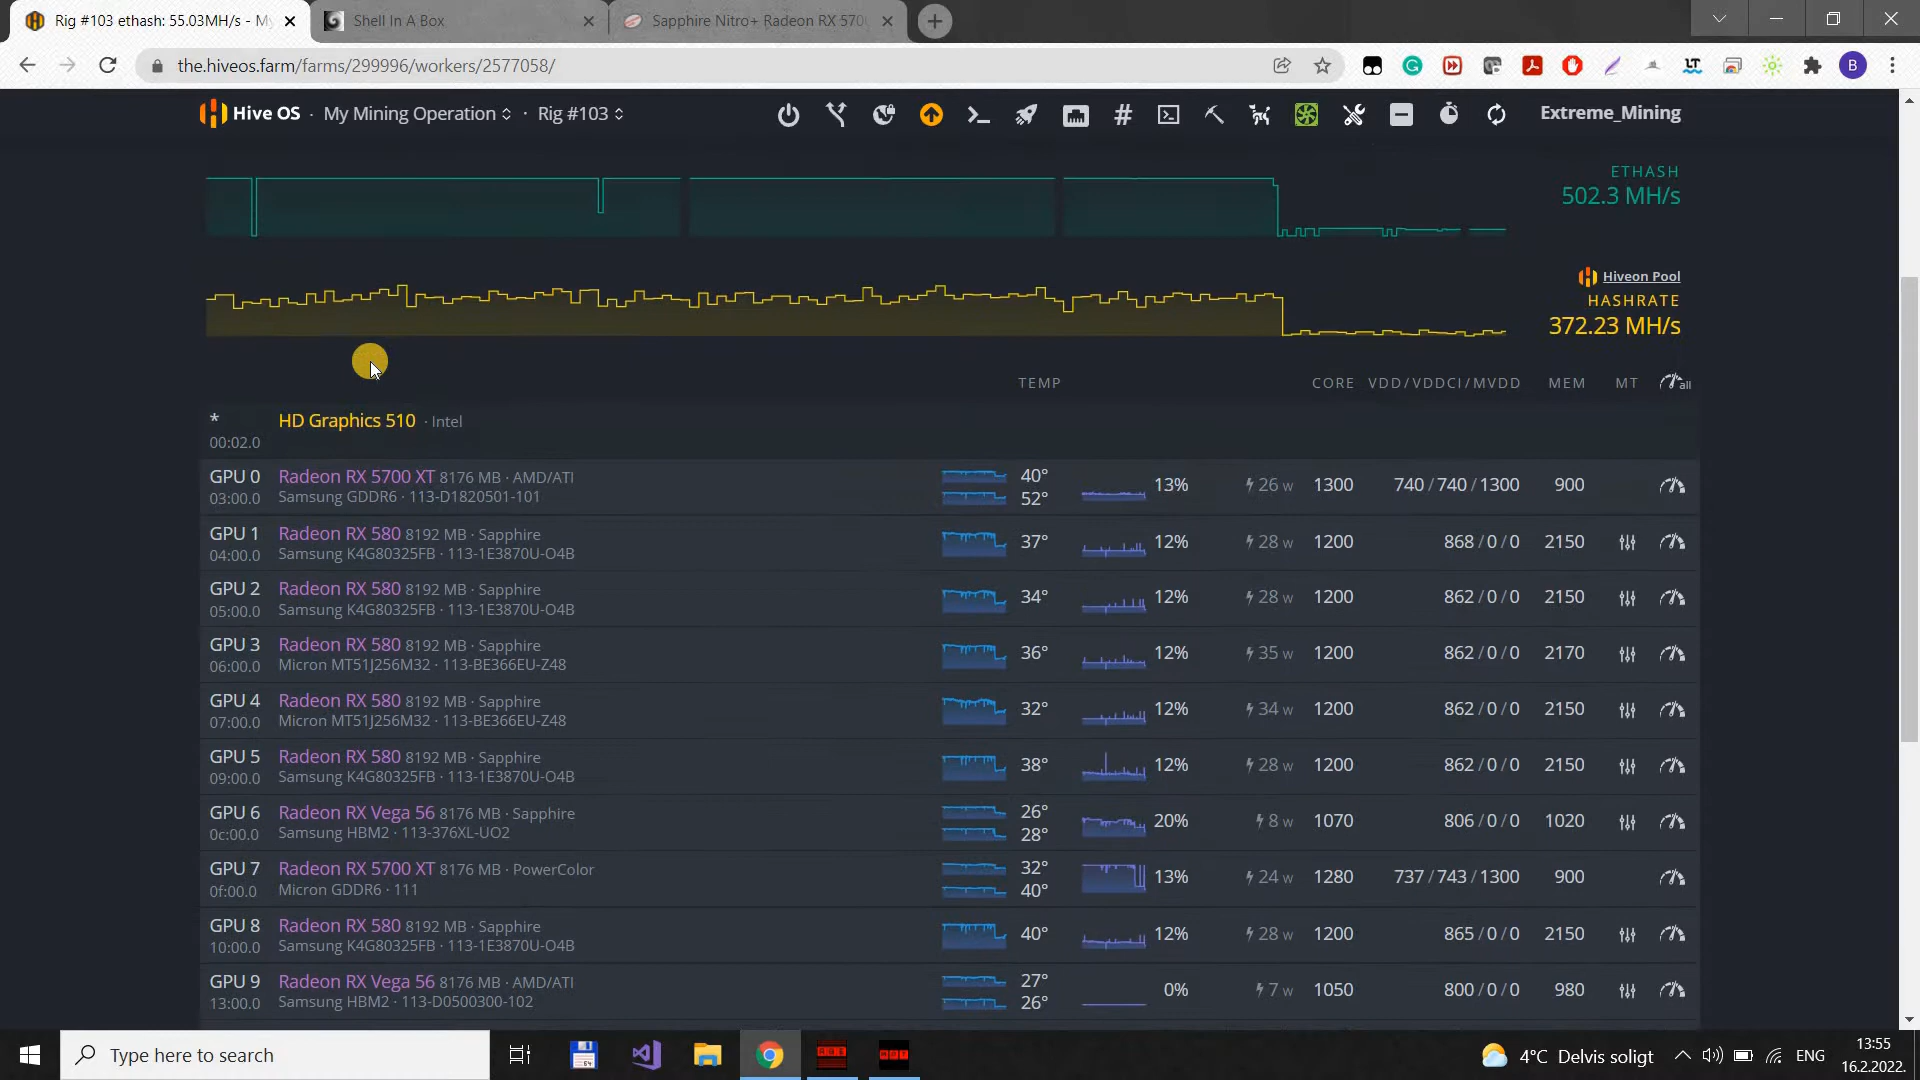 Rig #103 ethash: 55.03MH/s - My
Shell In A Box
Sapphire Nitro+ Radeon RX 570
the.hiveos.farm/farms/299996/workers/2577058/
B
Hive OS · My Mining Operation · Rig #103
Extreme_Mining
ETHASH
502.3 MH/s
Hiveon Pool
HASHRATE
372.23 MH/s
TEMP CORE VDD/VDDCI/MVDD MEM MT all
* HD Graphics 510 · Intel
00:02.0
GPU 0 Radeon RX 5700 XT 8176 MB · AMD/ATI 40° 13% 26 w 1300 740 / 740 / 1300 900
03:00.0 Samsung GDDR6 · 113-D1820501-101 52°
GPU 1 Radeon RX 580 8192 MB · Sapphire 37° 12% 28 w 1200 868 / 0 / 0 2150
04:00.0 Samsung K4G80325FB · 113-1E3870U-O4B
GPU 2 Radeon RX 580 8192 MB · Sapphire 34° 12% 28 w 1200 862 / 0 / 0 2150
05:00.0 Samsung K4G80325FB · 113-1E3870U-O4B
GPU 3 Radeon RX 580 8192 MB · Sapphire 36° 12% 35 w 1200 862 / 0 / 0 2170
06:00.0 Micron MT51J256M32 · 113-BE366EU-Z48
GPU 4 Radeon RX 580 8192 MB · Sapphire 32° 12% 34 w 1200 862 / 0 / 0 2150
07:00.0 Micron MT51J256M32 · 113-BE366EU-Z48
GPU 5 Radeon RX 580 8192 MB · Sapphire 38° 12% 28 w 1200 862 / 0 / 0 2150
09:00.0 Samsung K4G80325FB · 113-1E3870U-O4B
GPU 6 Radeon RX Vega 56 8176 MB · Sapphire 26° 20% 8 w 1070 806 / 0 / 0 1020
0c:00.0 Samsung HBM2 · 113-376XL-UO2 28°
GPU 7 Radeon RX 5700 XT 8176 MB · PowerColor 32° 13% 24 w 1280 737 / 743 / 1300 900
0f:00.0 Micron GDDR6 · 111 40°
GPU 8 Radeon RX 580 8192 MB · Sapphire 40° 12% 28 w 1200 865 / 0 / 0 2150
10:00.0 Samsung K4G80325FB · 113-1E3870U-O4B
GPU 9 Radeon RX Vega 56 8176 MB · AMD/ATI 27° 0% 7 w 1050 800 / 0 / 0 980
13:00.0 Samsung HBM2 · 113-D0500300-102 26°
Type here to search
4°C Delvis soligt
ENG
13:55
16.2.2022.